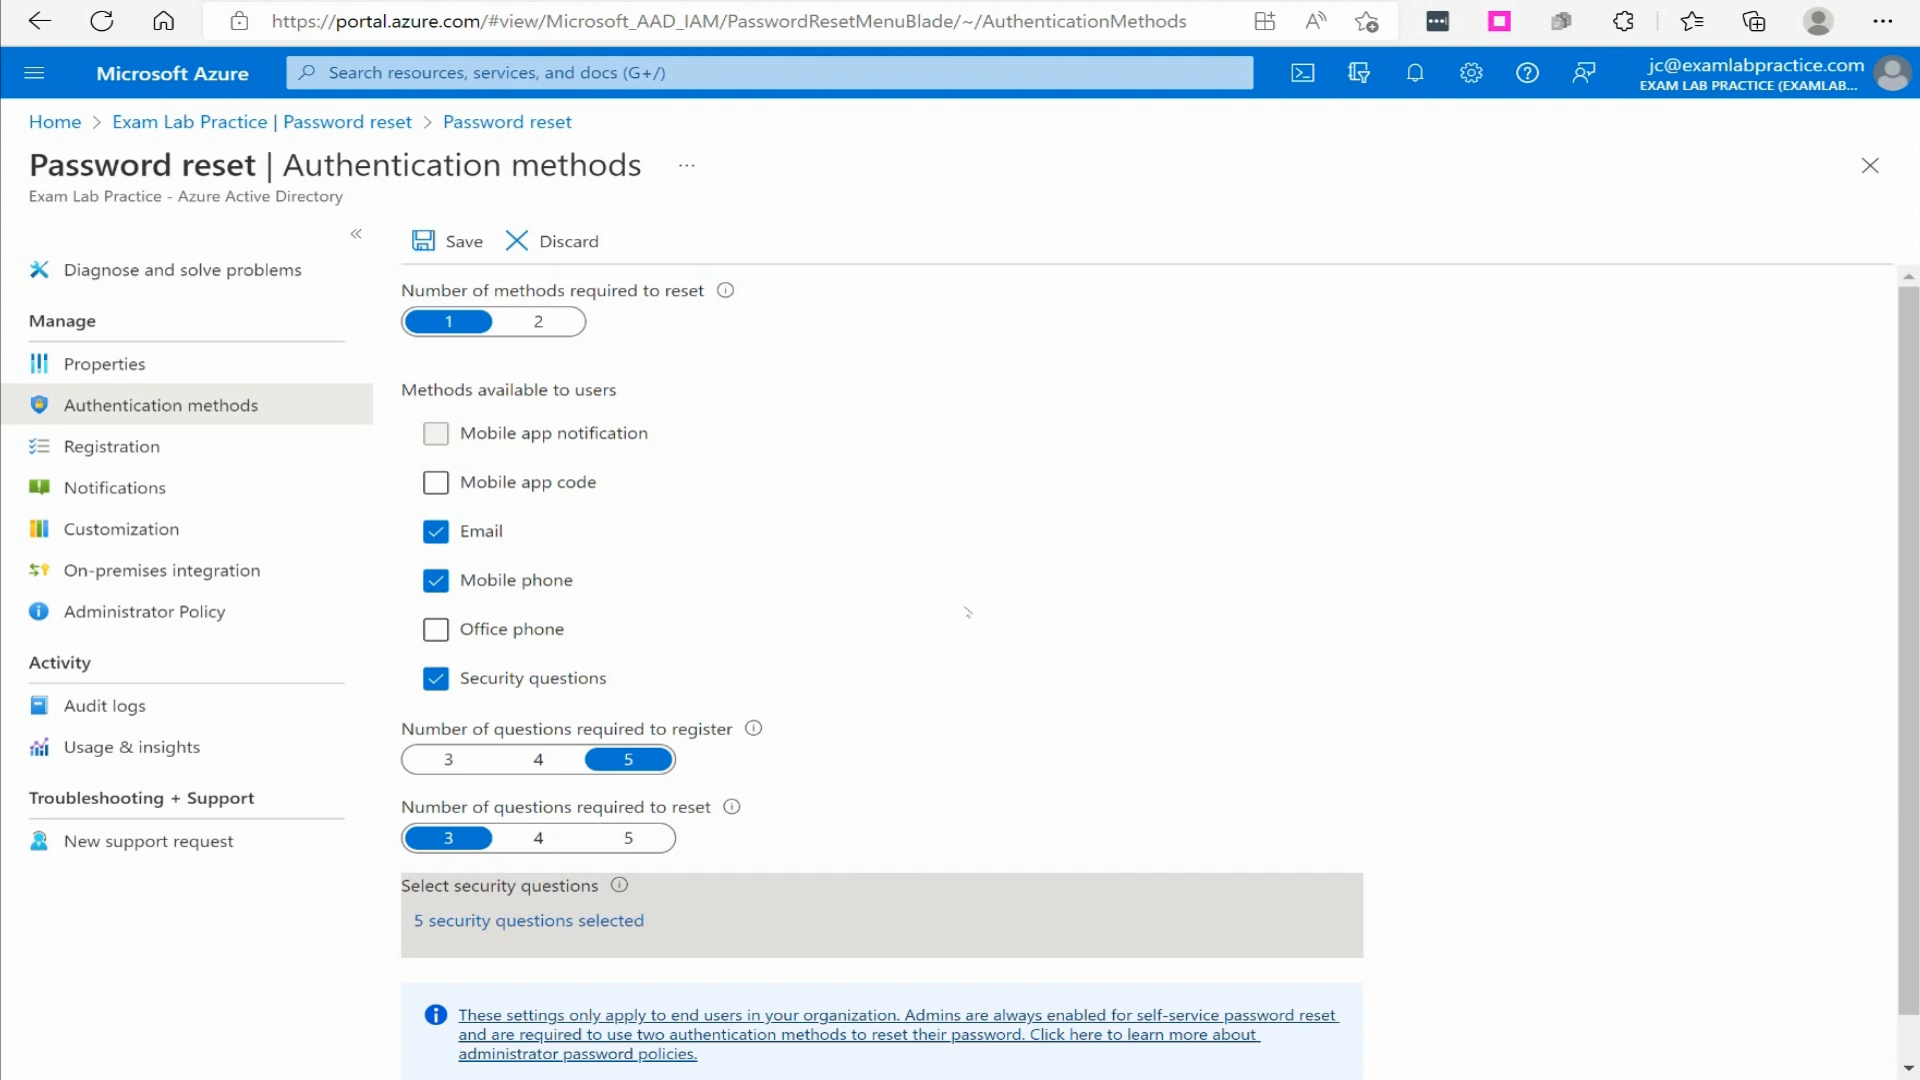 https://portal.azure.com/#view/Microsoft_AAD_IAM/PasswordResetMenuBlade/~/AuthenticationMethods
Microsoft Azure
Search resources, services, and docs (G+/)
jc@examlabpractice.com
EXAM LAB PRACTICE (EXAMLAB...
Home > Exam Lab Practice | Password reset > Password reset
Password reset | Authentication methods ...
Exam Lab Practice - Azure Active Directory
Save Discard
Diagnose and solve problems
Manage
Properties
Authentication methods
Registration
Notifications
Customization
On-premises integration
Administrator Policy
Activity
Audit logs
Usage & insights
Troubleshooting + Support
New support request
Number of methods required to reset
1 2
Methods available to users
Mobile app notification
Mobile app code
Email
Mobile phone
Office phone
Security questions
Number of questions required to register
3 4 5
Number of questions required to reset
3 4 5
Select security questions
5 security questions selected
These settings only apply to end users in your organization. Admins are always enabled for self-service password reset
and are required to use two authentication methods to reset their password. Click here to learn more about
administrator password policies.